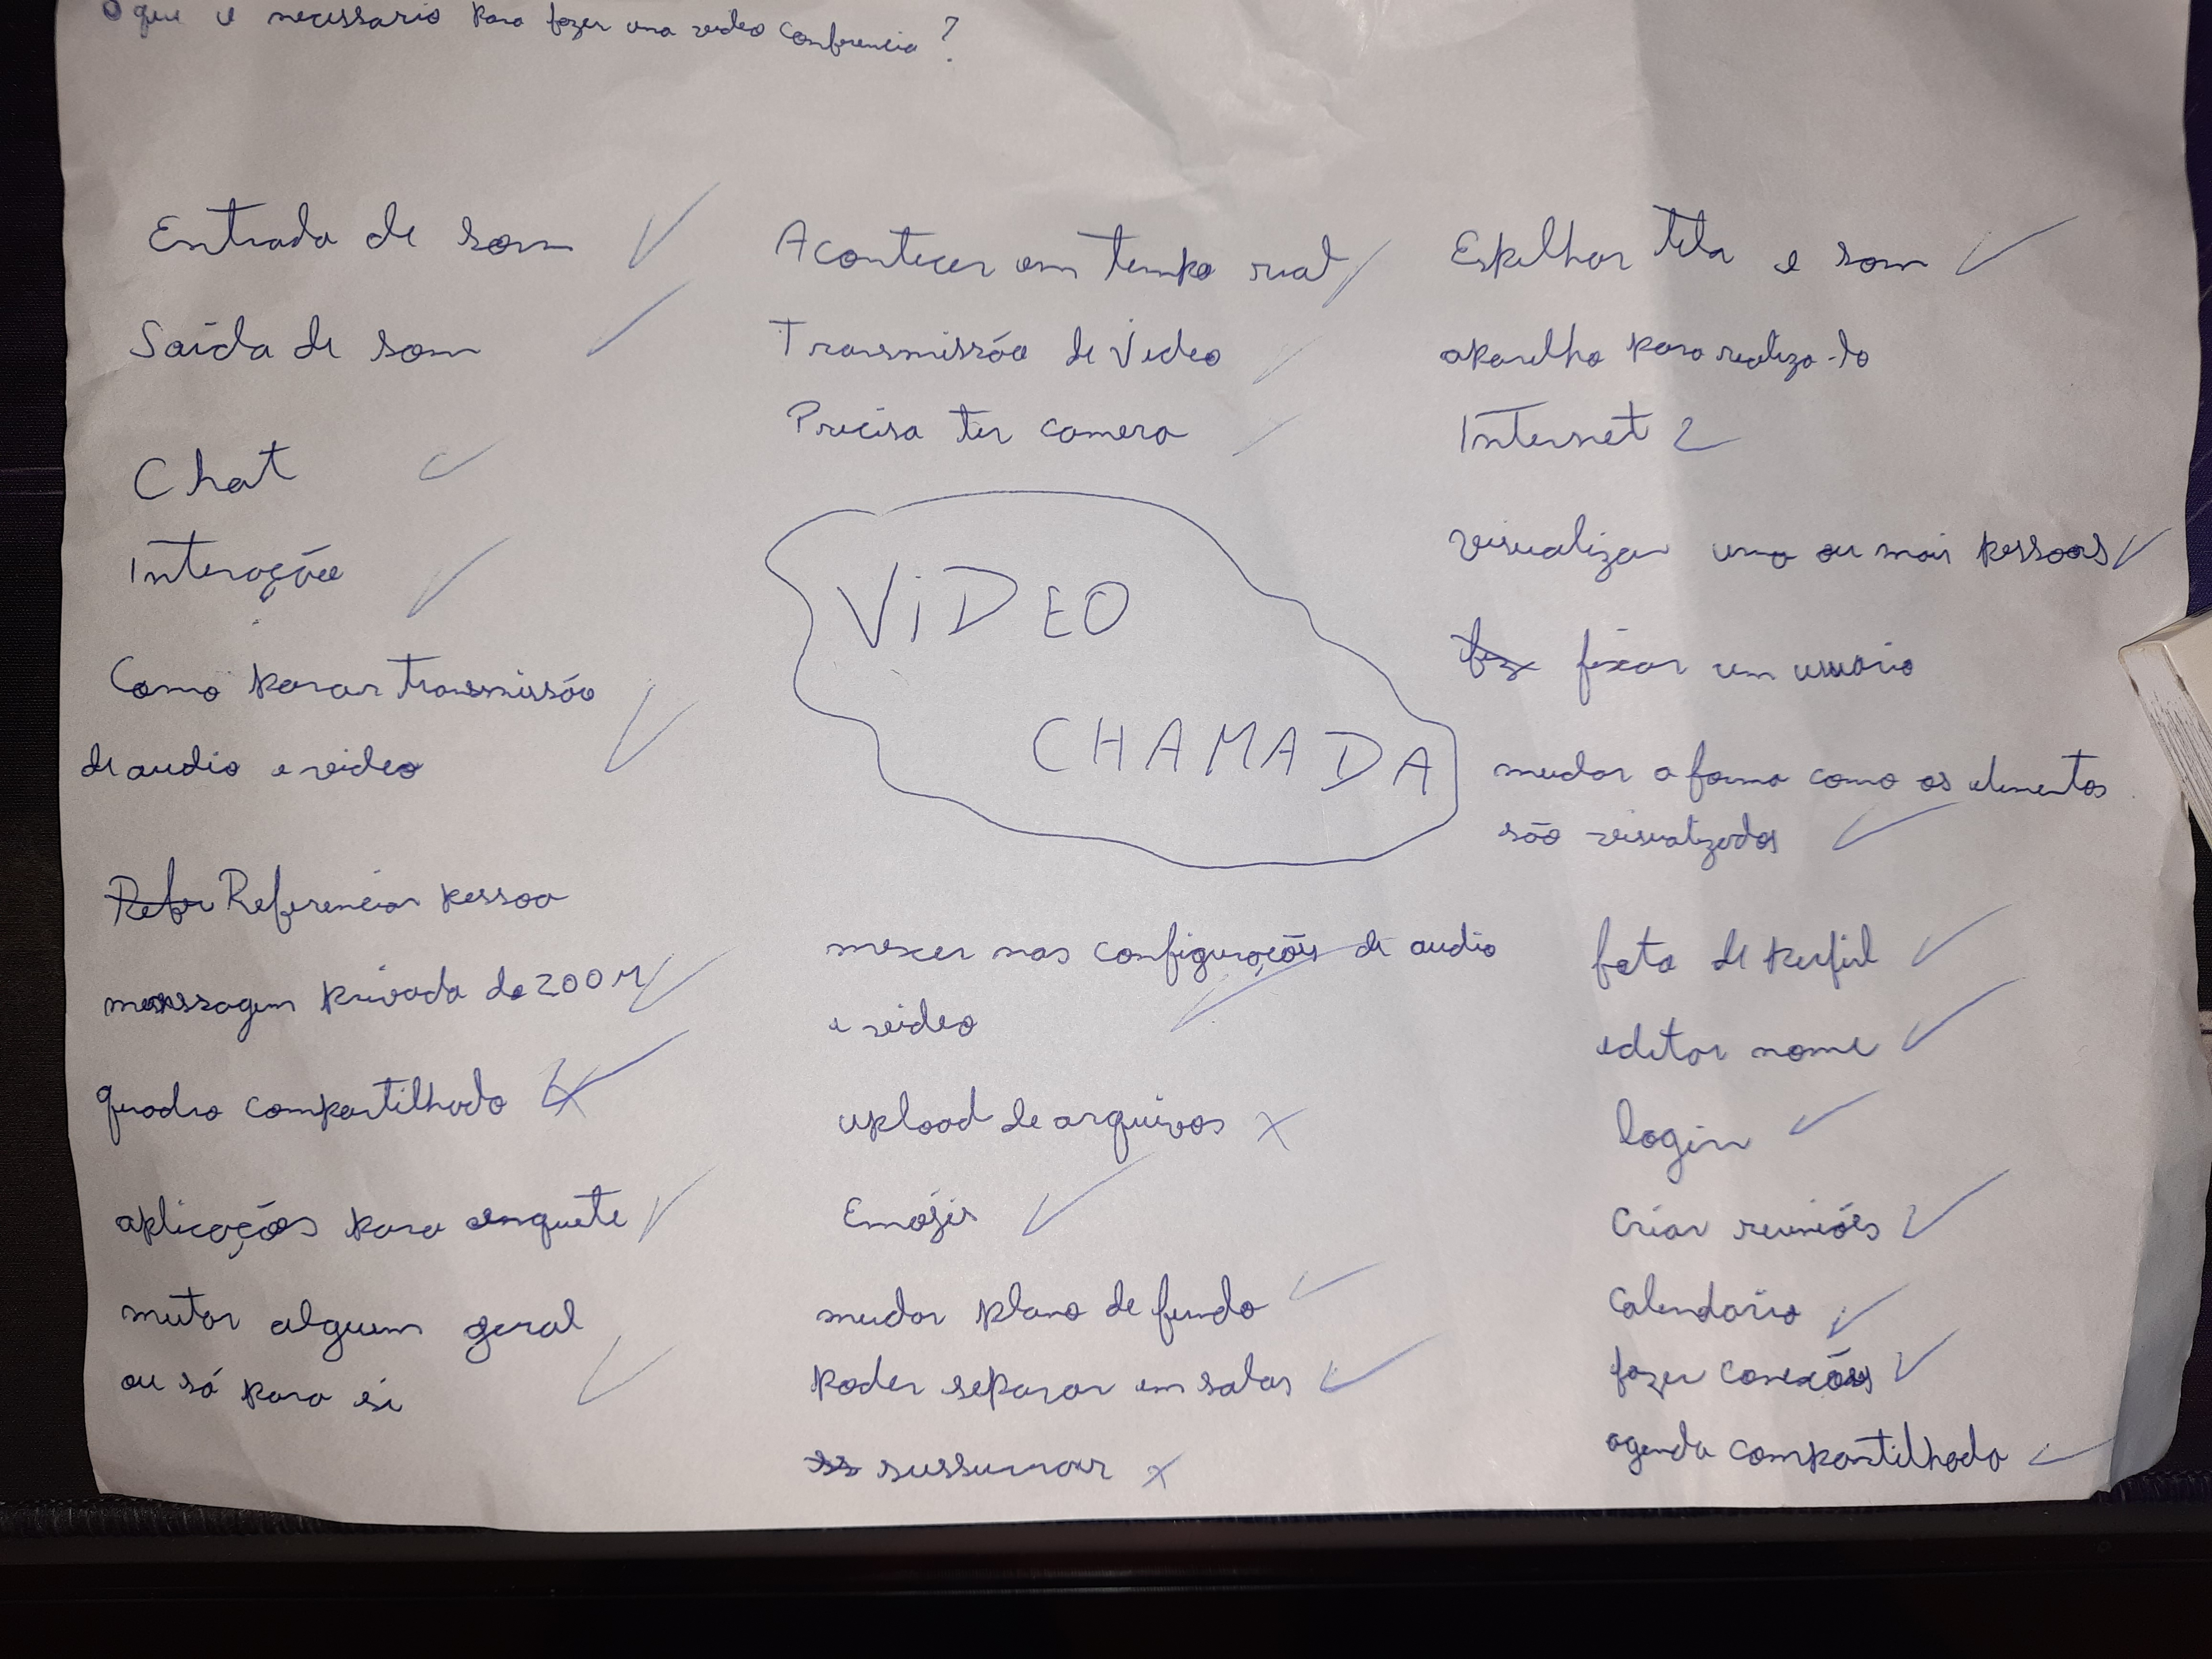 O que é necessario para fazer uma video conferencia?
Entrada de som
Saída de som
Chat
Interação
Como parar transmissão
de audio e video
Refer Referenciar pessoa
menssagem privada do 200 M
quadro compartilhado
aplicações para enquete
mutar alguem geral
ou só para si
Acontecer em tempo real
Transmissão de Video
Precisa ter camera
VIDEO
CHAMADA
mexer nas configurações de audio
e video
upload de arquivos
Emojis
mudar plano de fundo
poder separar em salas
ss sussurrar
Espelhar tela e som
aparelho para realiza-lo
Internet
visualizar uma ou mais pessoas
fix fixar um usuário
mudar a forma como os elementos
são visualizados
foto de perfil
editar nome
login
Criar reuniões
Calendario
fazer conexões
agenda compartilhada